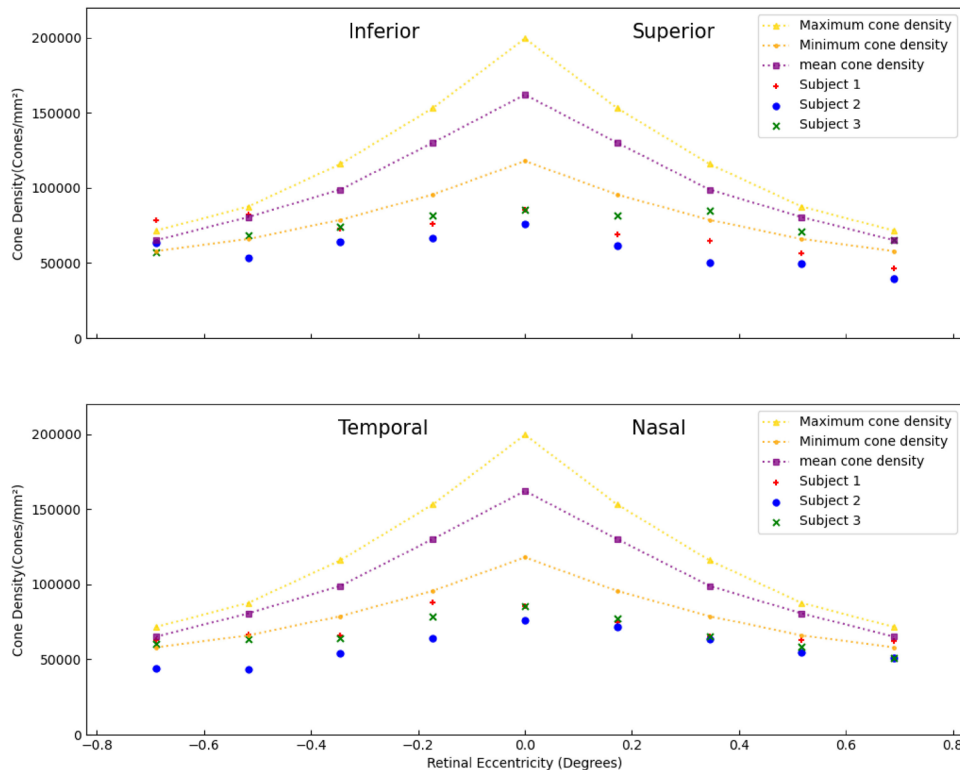 Inferior
Superior
Maximum cone density
Minimum cone density
mean cone density
Subject 1
Subject 2
Subject 3
Cone Density(Cones/mm²)
200000
150000
100000
50000
0
Temporal
Nasal
Maximum cone density
Minimum cone density
mean cone density
Subject 1
Subject 2
Subject 3
Cone Density(Cones/mm²)
200000
150000
100000
50000
0
−0.8 −0.6 −0.4 −0.2 0.0 0.2 0.4 0.6 0.8
Retinal Eccentricity (Degrees)